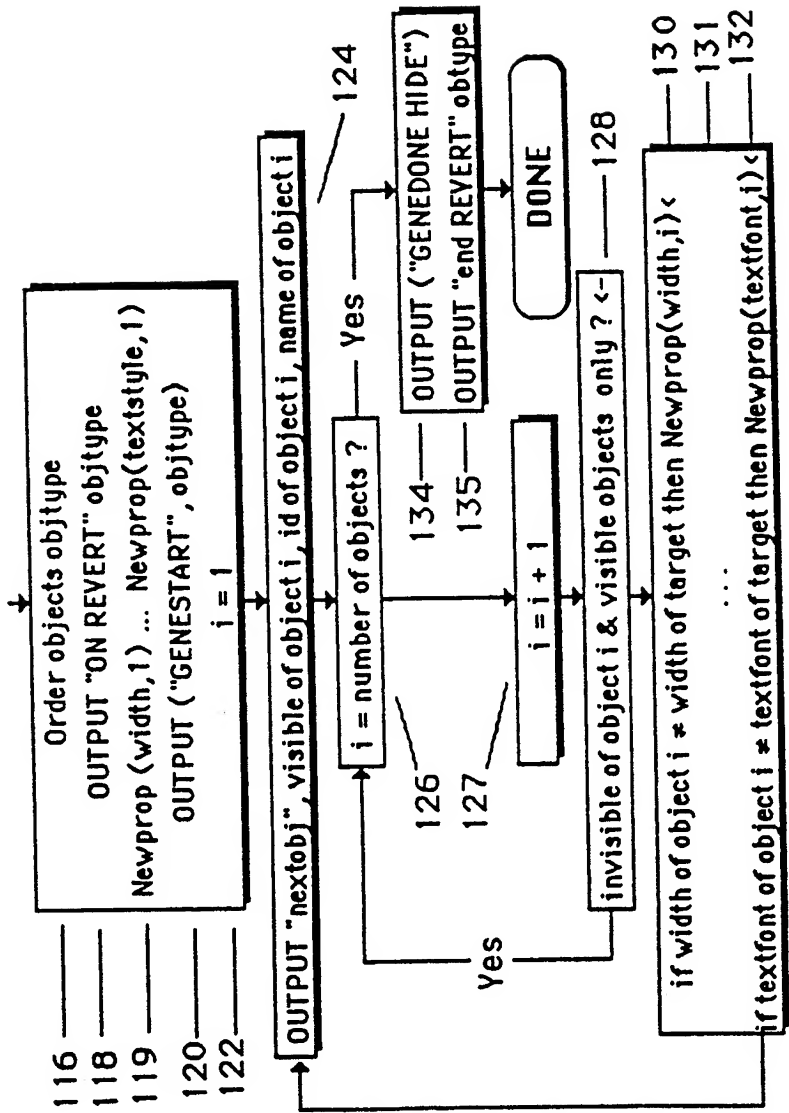 116
Order objects objtype
118
OUTPUT "ON REVERT" objtype
119
Newprop (width,1) ... Newprop(textstyle,1)
120
OUTPUT ("GENESTART", objtype)
122
i = 1
OUTPUT "nextobj", visible of object i, id of object i, name of object i
124
126
i = number of objects ?
Yes
134
OUTPUT ("GENEDONE HIDE")
135
OUTPUT "end REVERT" obtype
DONE
127
i = i + 1
Yes
invisible of object i & visible objects only ? <-
128
if width of object i ≠ width of target then Newprop(width,i)<
130
...
131
if textfont of object i ≠ textfont of target then Newprop(textfont,i)<
132